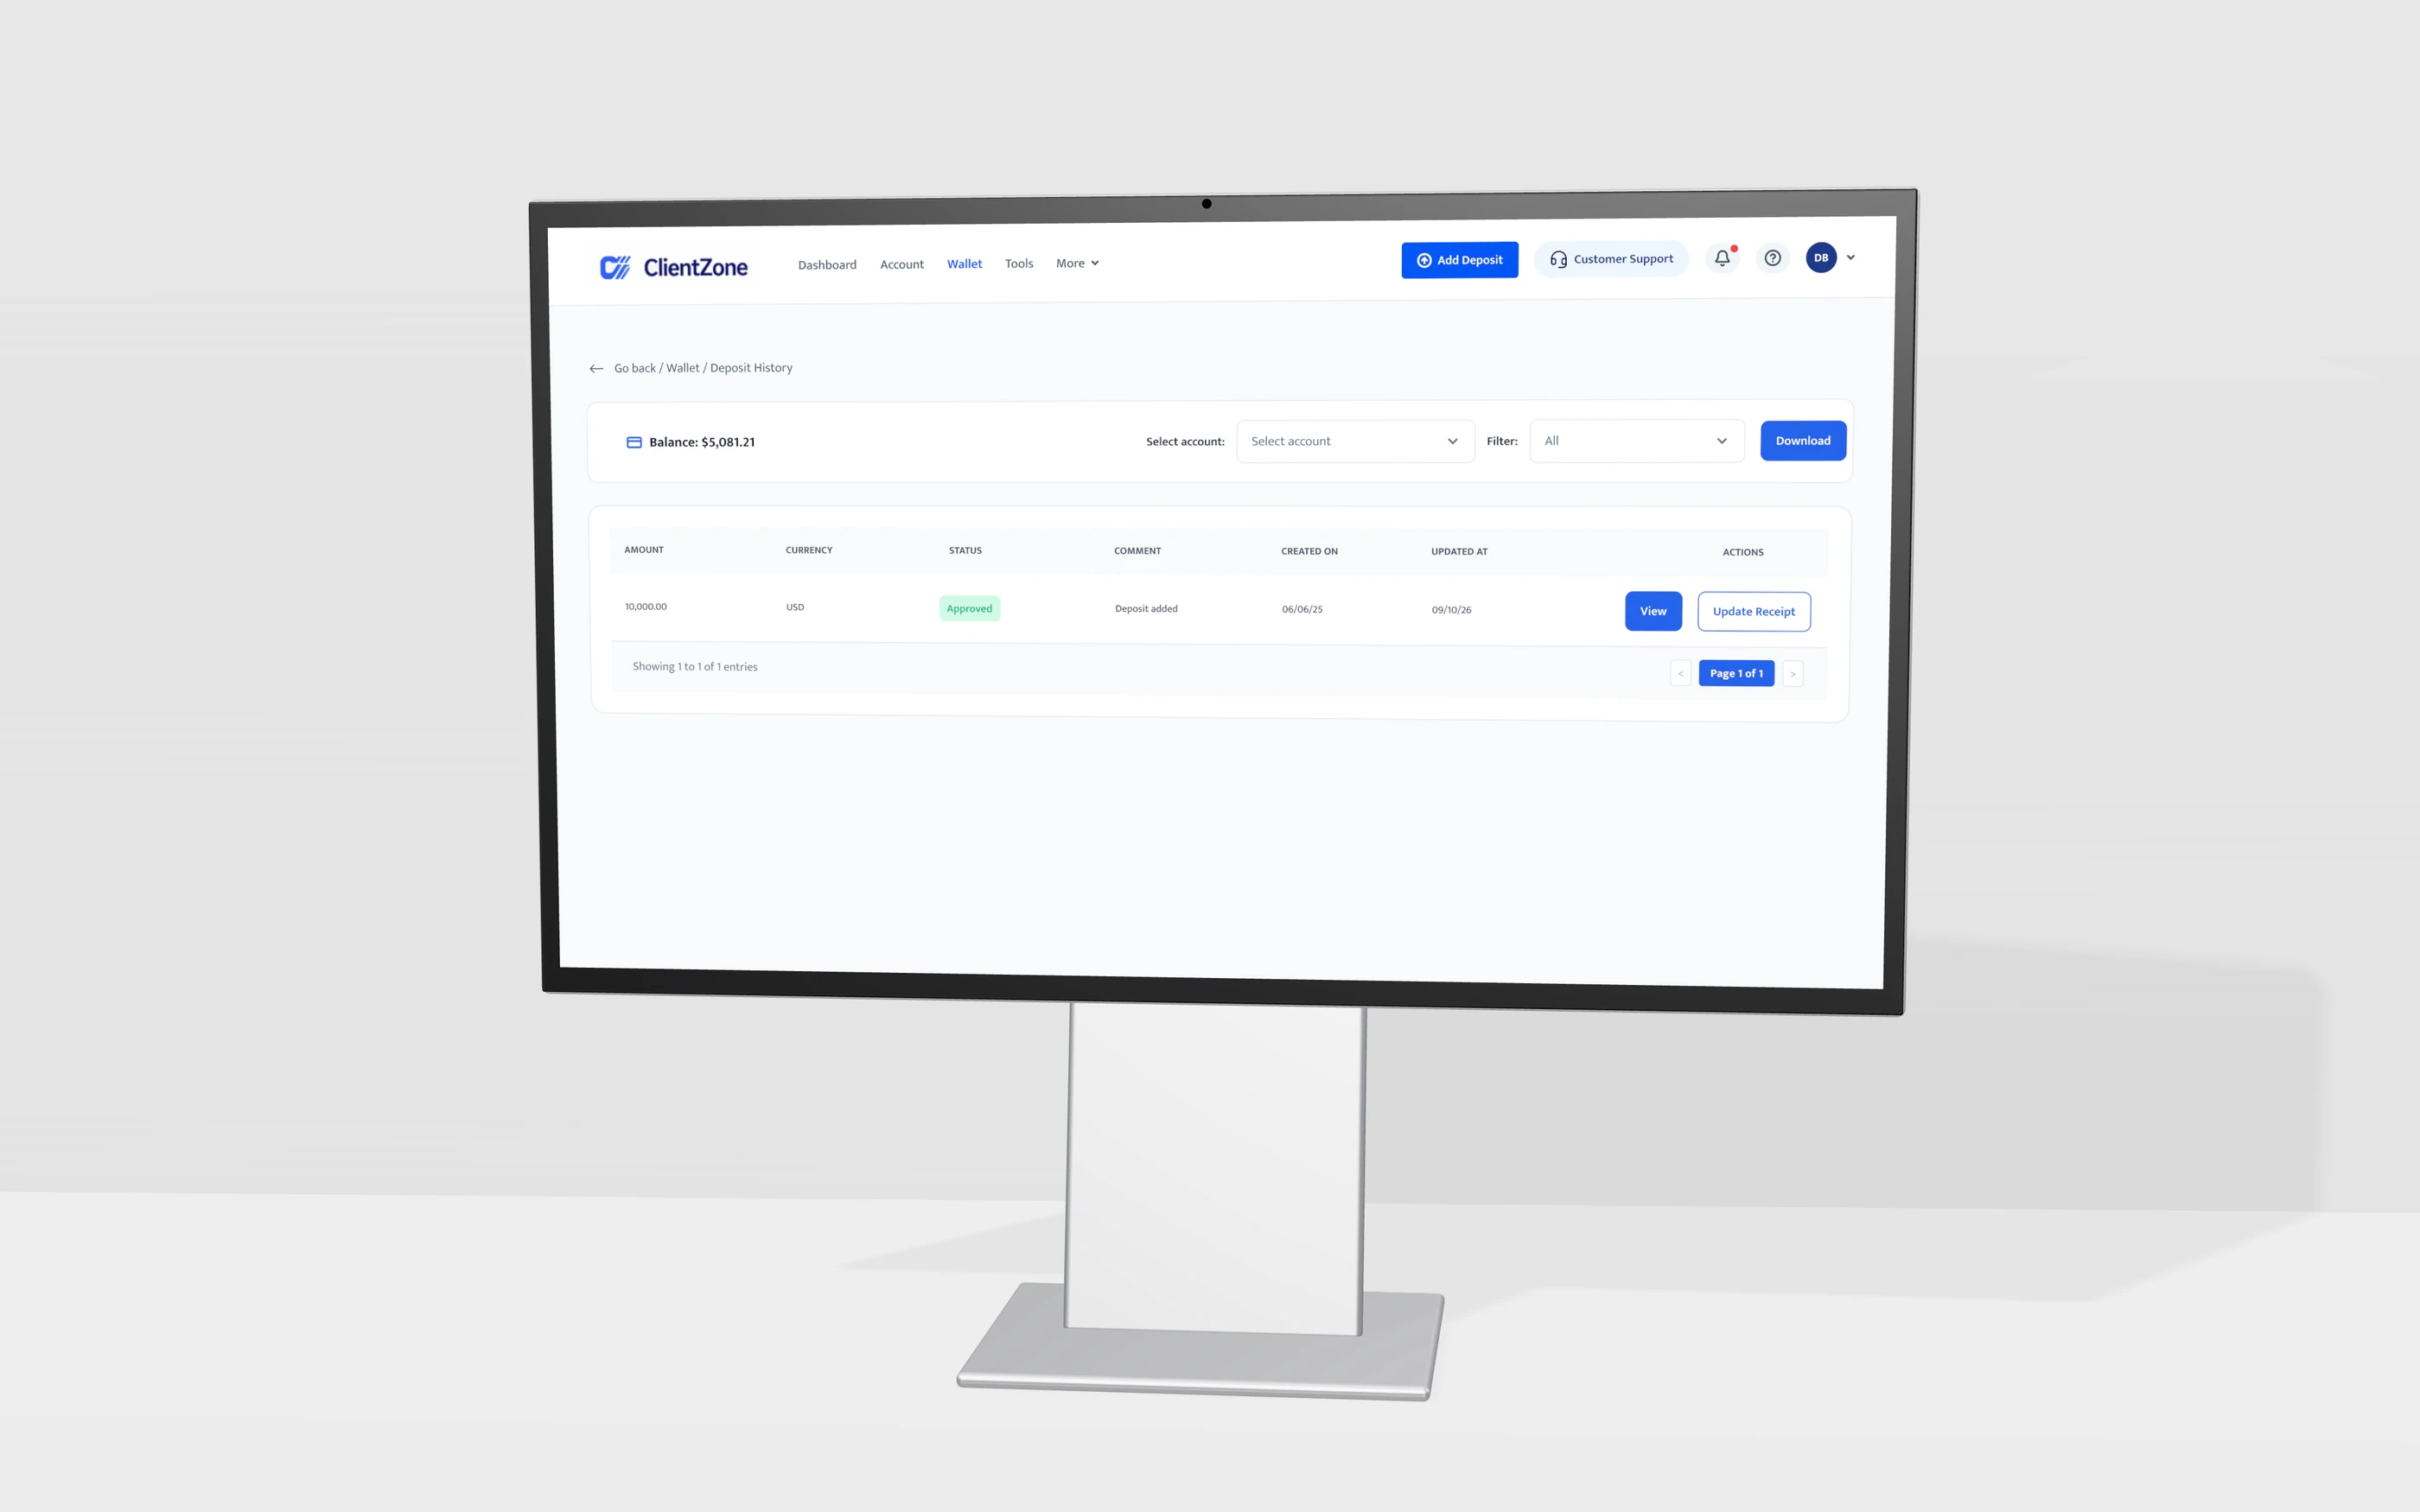 ClientZone Dashboard Account Wallet Tools More Add Deposit Customer Support DB
Go back / Wallet / Deposit History
Balance: $5,081.21 Select account: Select account Filter: All Download
AMOUNT CURRENCY STATUS COMMENT CREATED ON UPDATED AT ACTIONS
10,000.00 USD Approved Deposit added 06/06/25 09/10/26 View Update Receipt
Showing 1 to 1 of 1 entries < Page 1 of 1 >